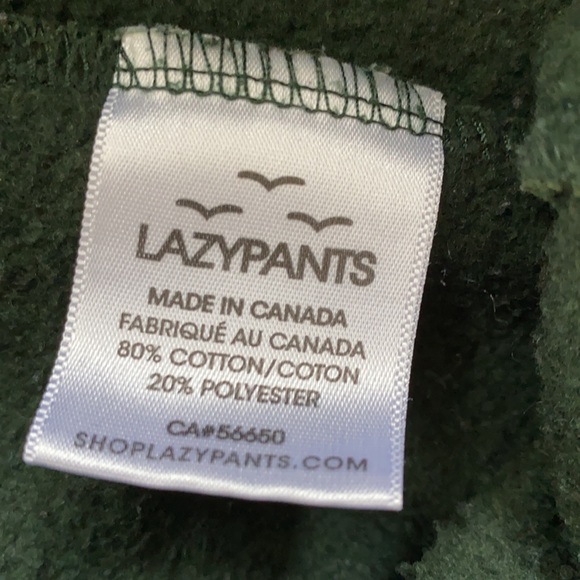 LAZYPANTS
MADE IN CANADA
FABRIQUÉ AU CANADA
80% COTTON/COTON
20% POLYESTER
CA#56650
SHOPLAZYPANTS.COM